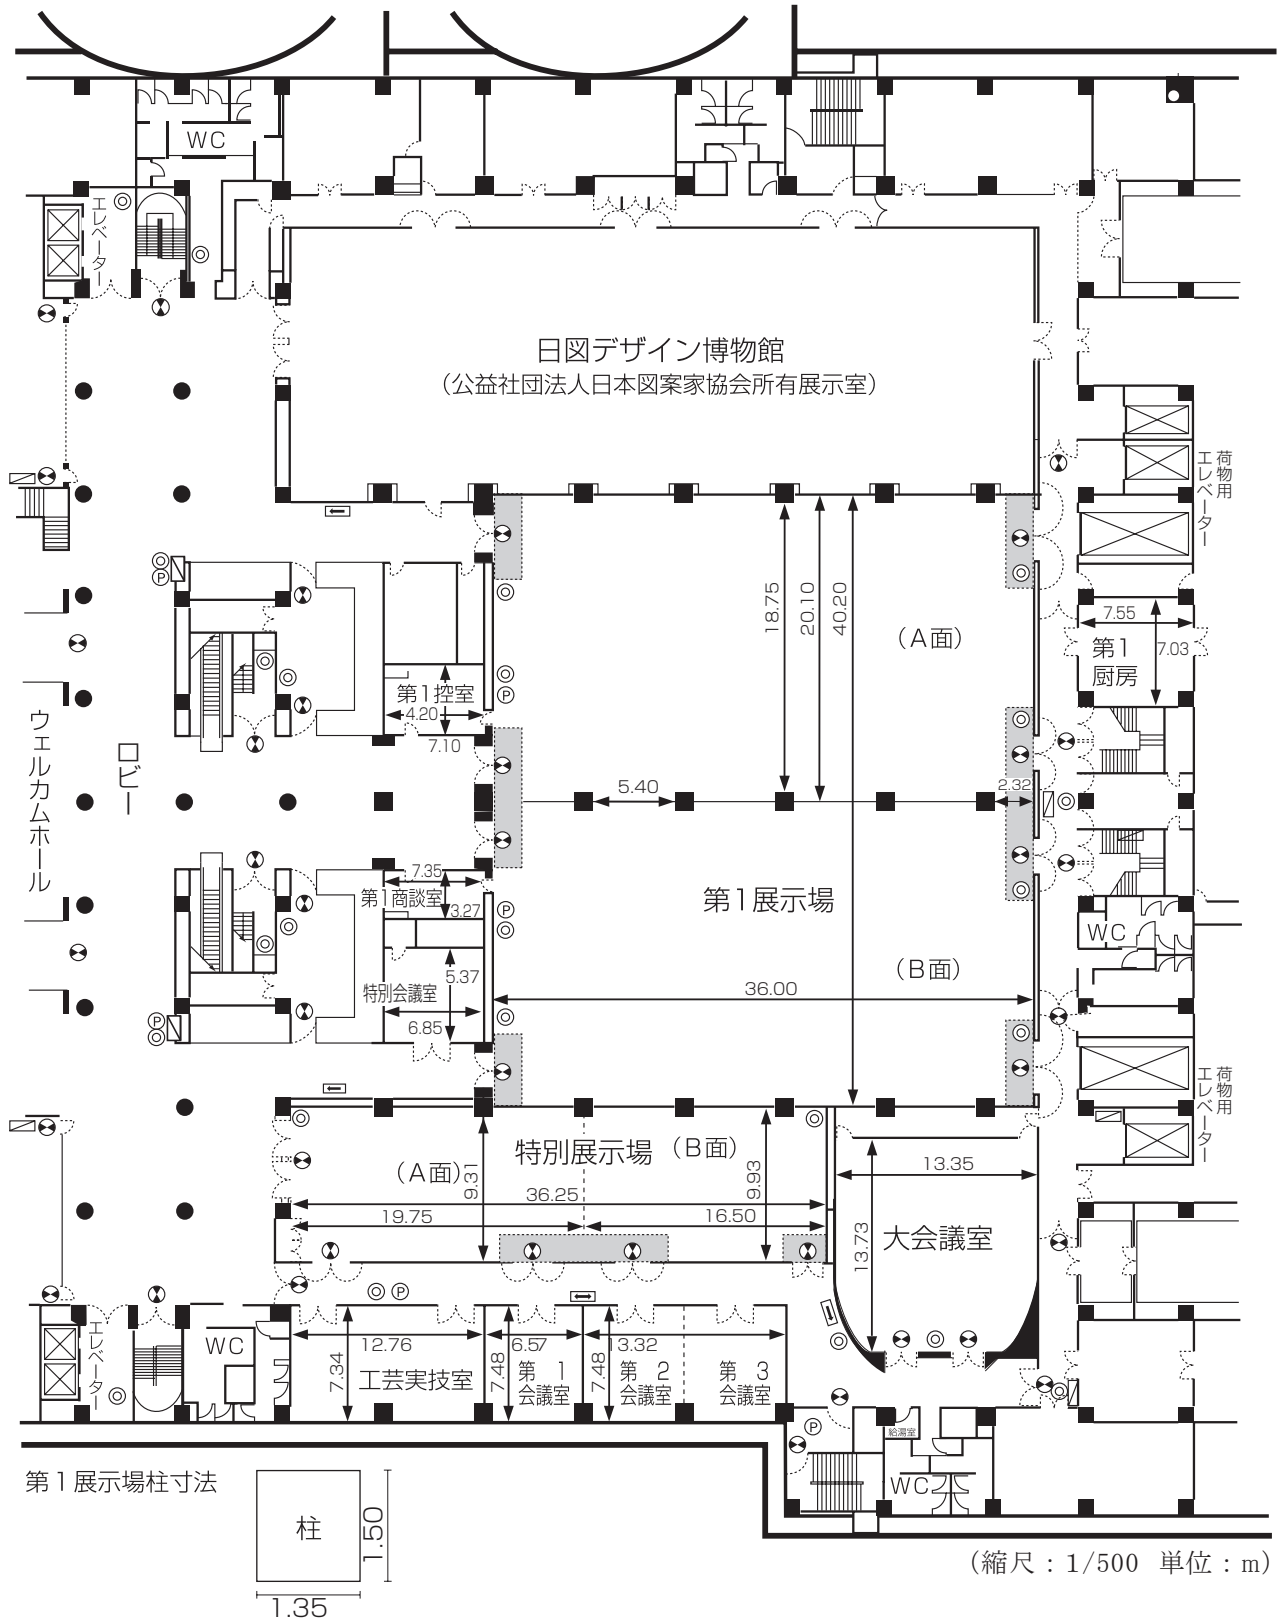 WC
エレベーター
日図デザイン博物館
（公益社団法人日本図案家協会所有展示室）
荷物用
エレベーター
18.75
20.10
40.20
（A面）
7.55
第1
厨房
7.03
P
第1控室
4.20
7.10
P
ウェルカムホール
ロビー
5.40
2.32
7.35
第1商談室
3.27
P
第1展示場
WC
特別会議室
5.37
6.85
（B面）
36.00
P
荷物用
エレベーター
特別展示場
（A面）
（B面）
9.31
9.93
36.25
19.75
16.50
13.35
13.73
大会議室
P
エレベーター
WC
12.76
7.34
工芸実技室
6.57
7.48
第 1
会議室
13.32
7.48
第 2
会議室
第 3
会議室
P
給湯室
WC
第1展示場柱寸法
柱
1.50
1.35
（縮尺：1/500 単位：m）